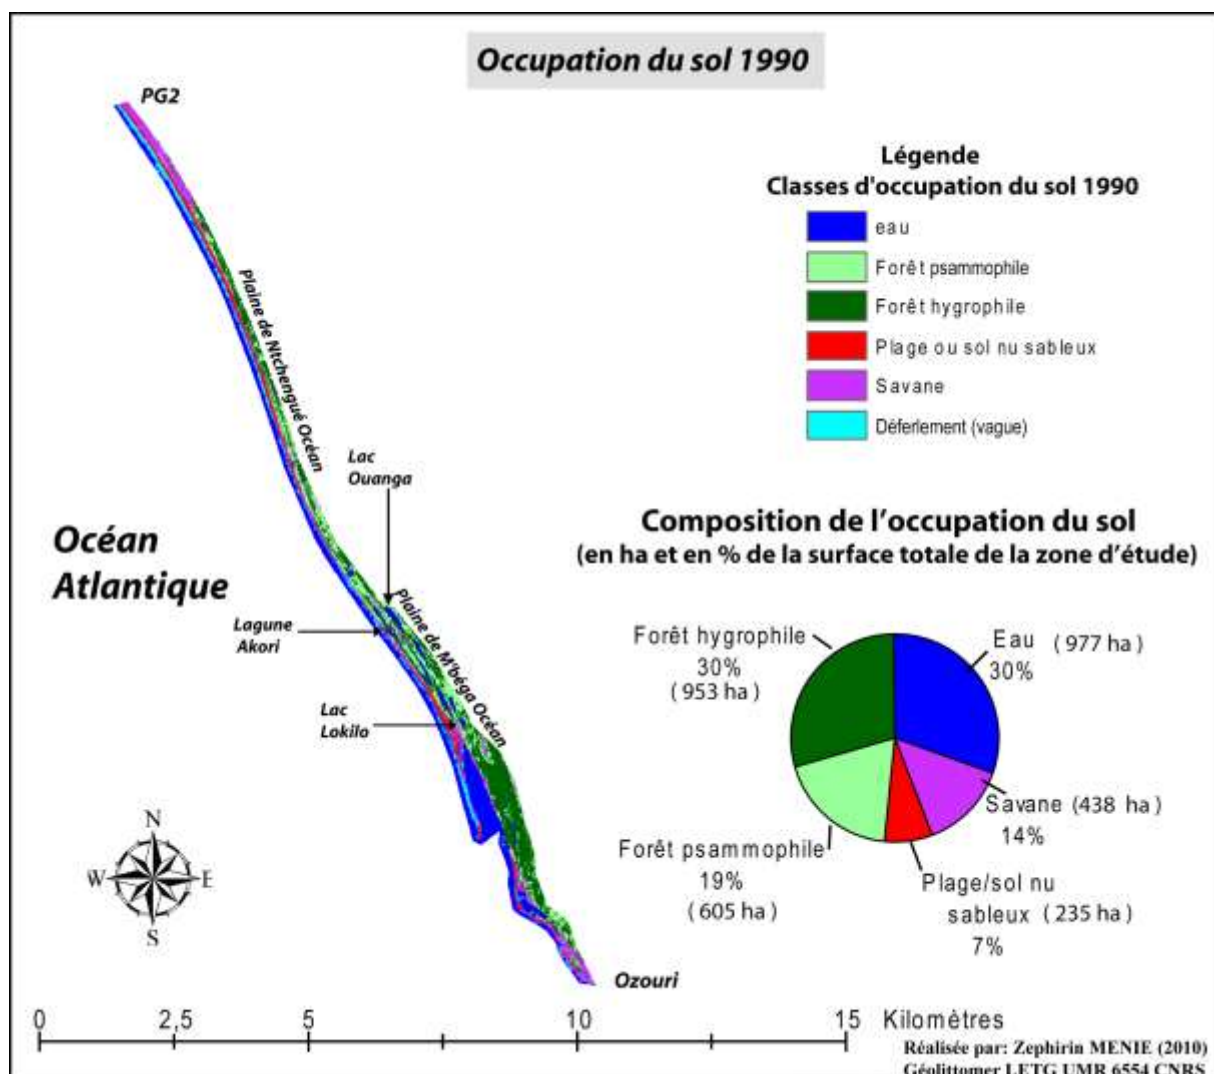 Occupation du sol 1990
PG2
Légende
Classes d'occupation du sol 1990
eau
Forêt psammophile
Forêt hygrophile
Plage ou sol nu sableux
Savane
Déferlement (vague)
Plaine de Ntchengué Océan
Lac
Ouanga
Océan
Atlantique
Lagune
Akori
Plaine de M'béga Océan
Lac
Lokilo
Composition de l'occupation du sol
(en ha et en % de la surface totale de la zone d'étude)
Forêt hygrophile
30%
(953 ha)
Eau (977 ha)
30%
Savane (438 ha)
14%
Forêt psammophile
19%
(605 ha)
Plage/sol nu
sableux (235 ha)
7%
N
W E
S
Ozouri
0 2,5 5 10 15 Kilomètres
Réalisée par: Zephirin MENIE (2010)
Géolittomer LETG UMR 6554 CNRS